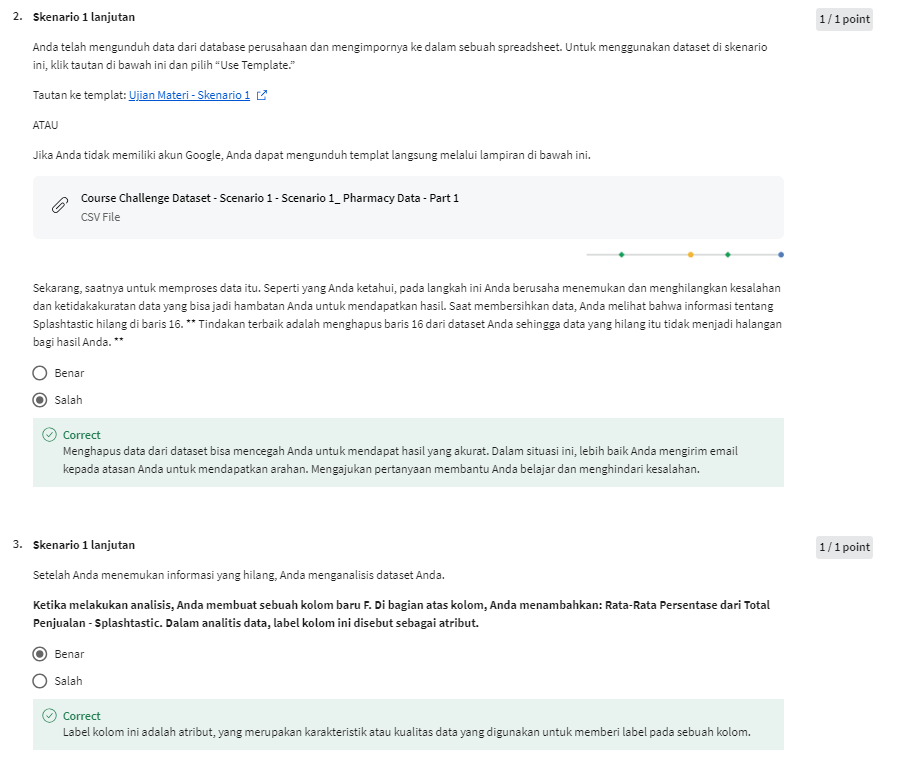 2. Skenario 1 lanjutan
1 / 1 point
Anda telah mengunduh data dari database perusahaan dan mengimpornya ke dalam sebuah spreadsheet. Untuk menggunakan dataset di skenario
ini, klik tautan di bawah ini dan pilih “Use Template.”
Tautan ke templat: Ujian Materi - Skenario 1
ATAU
Jika Anda tidak memiliki akun Google, Anda dapat mengunduh templat langsung melalui lampiran di bawah ini.
Course Challenge Dataset - Scenario 1 - Scenario 1_ Pharmacy Data - Part 1
CSV File
Sekarang, saatnya untuk memproses data itu. Seperti yang Anda ketahui, pada langkah ini Anda berusaha menemukan dan menghilangkan kesalahan
dan ketidakakuratan data yang bisa jadi hambatan Anda untuk mendapatkan hasil. Saat membersihkan data, Anda melihat bahwa informasi tentang
Splashtastic hilang di baris 16. ** Tindakan terbaik adalah menghapus baris 16 dari dataset Anda sehingga data yang hilang itu tidak menjadi halangan
bagi hasil Anda. **
Benar
Salah
Correct
Menghapus data dari dataset bisa mencegah Anda untuk mendapat hasil yang akurat. Dalam situasi ini, lebih baik Anda mengirim email
kepada atasan Anda untuk mendapatkan arahan. Mengajukan pertanyaan membantu Anda belajar dan menghindari kesalahan.
3. Skenario 1 lanjutan
1 / 1 point
Setelah Anda menemukan informasi yang hilang, Anda menganalisis dataset Anda.
Ketika melakukan analisis, Anda membuat sebuah kolom baru F. Di bagian atas kolom, Anda menambahkan: Rata-Rata Persentase dari Total
Penjualan - Splashtastic. Dalam analitis data, label kolom ini disebut sebagai atribut.
Benar
Salah
Correct
Label kolom ini adalah atribut, yang merupakan karakteristik atau kualitas data yang digunakan untuk memberi label pada sebuah kolom.